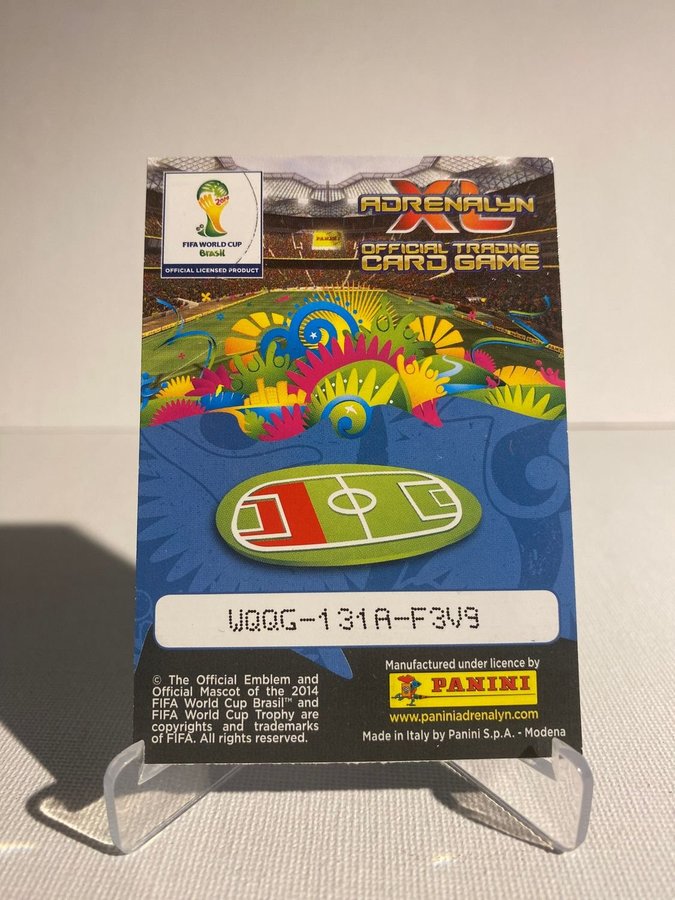 2014
FIFA WORLD CUP
Brasil
OFFICIAL LICENSED PRODUCT
ADRENALYN
XL
OFFICIAL TRADING
CARD GAME
PANINI
PANINI
WQQG-131A-F3V9
© The Official Emblem and
Official Mascot of the 2014
FIFA World Cup Brasil™ and
FIFA World Cup Trophy are
copyrights and trademarks
of FIFA. All rights reserved.
Manufactured under licence by
PANINI
www.paniniadrenalyn.com
Made in Italy by Panini S.p.A. - Modena